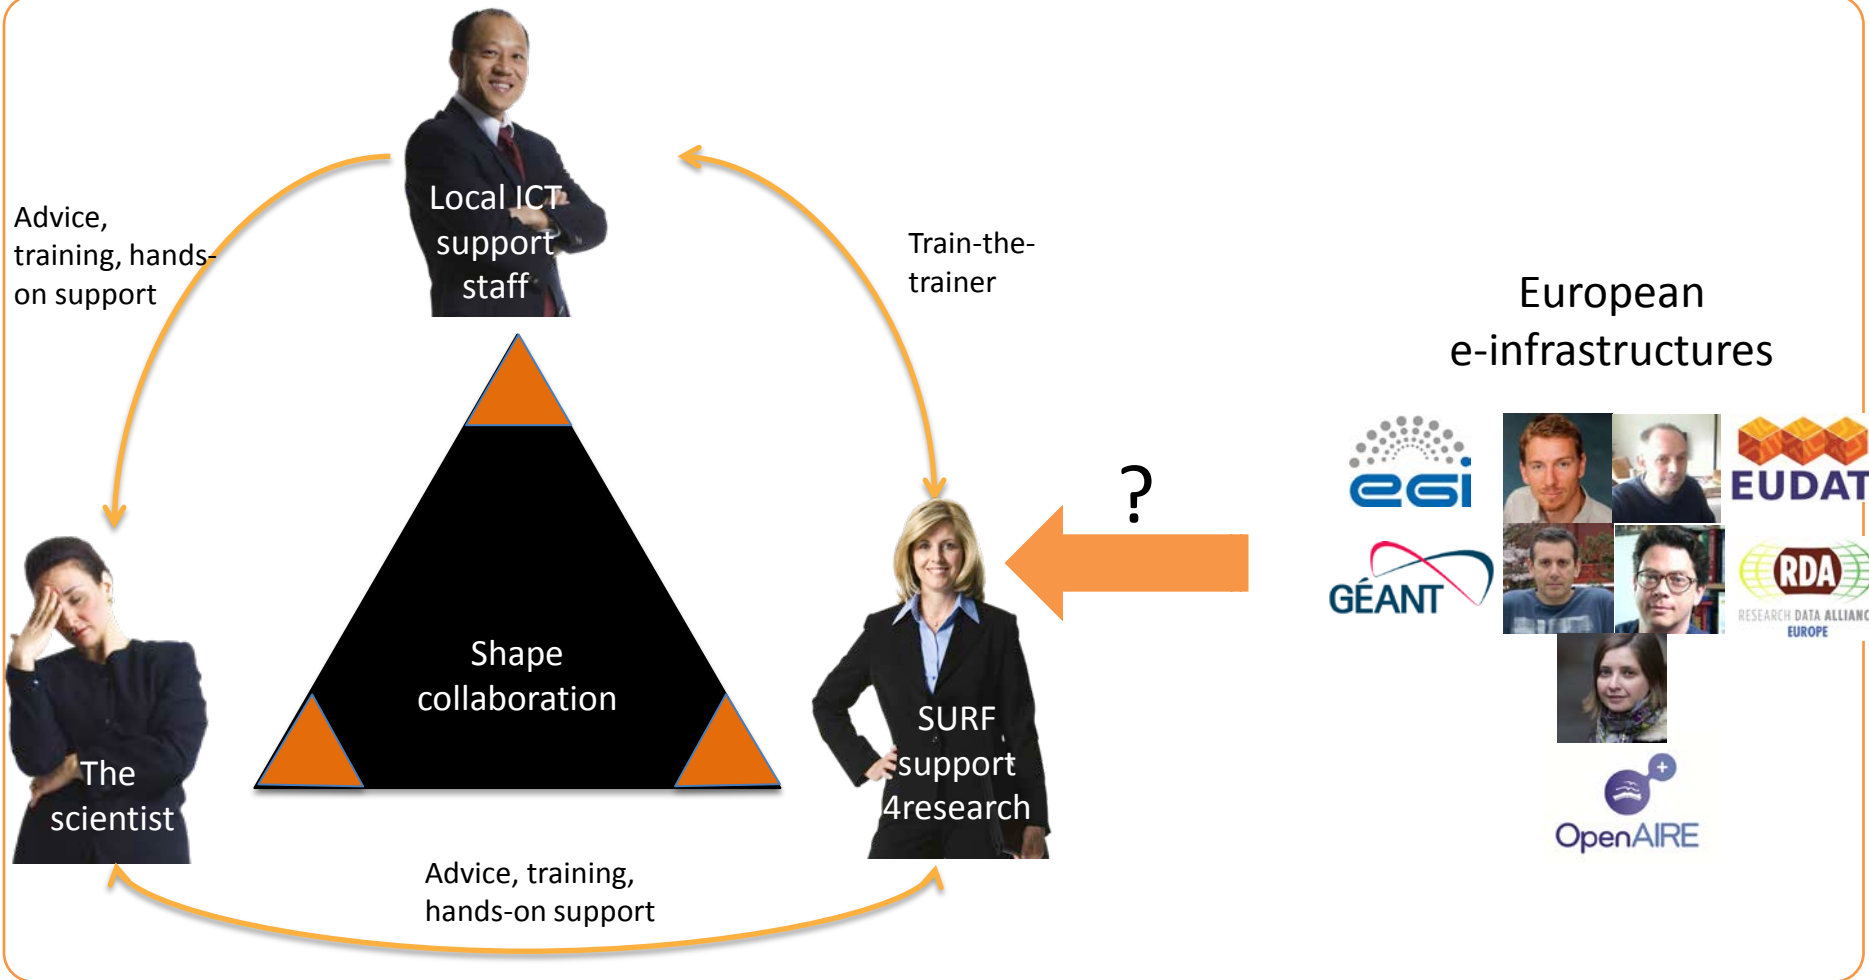 Local ICT
support
staff
Advice,
training, hands-
on support
Train-the-
trainer
European
e-infrastructures
?
egi
EUDAT
GÉANT
RDA
RESEARCH DATA ALLIANC
EUROPE
Shape
collaboration
The
scientist
SURF
support
4research
OpenAIRE
Advice, training,
hands-on support